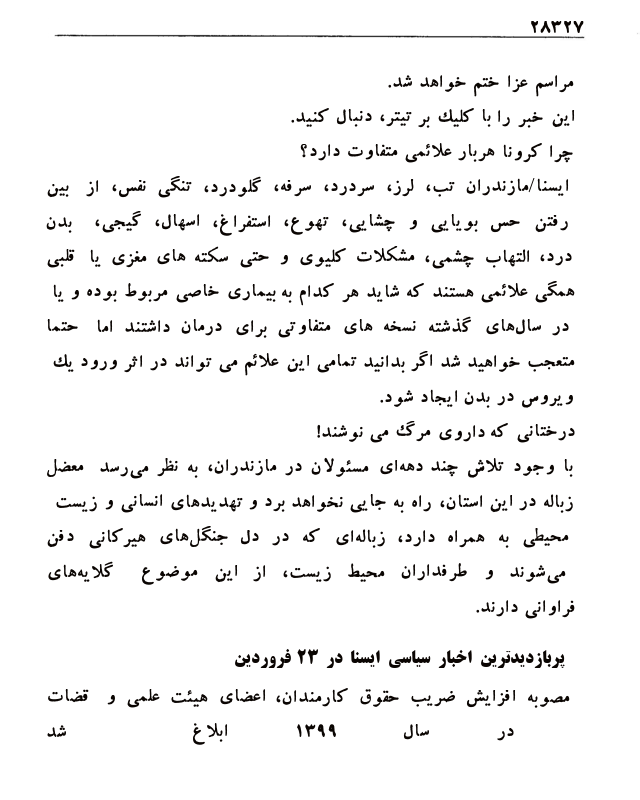 ۲۸۳۲۷
مراسم عزا ختم خواهد شد.
این خبر را با کلیك بر تیتر، دنبال کنید.
چرا کرونا هربار علائمی متفاوت دارد؟
ایسنا/مازندران تب، لرز، سردرد، سرفه، گلودرد، تنگی نفس، از بین
رفتن حس بویایی و چشایی، تهوع، استفراغ، اسهال، گیجی، بدن
درد، التهاب چشمی، مشکلات کلیوی و حتی سکته های مغزی یا قلبی
همگی علائمی هستند که شاید هر کدام به بیماری خاصی مربوط بوده و یا
در سال‌های گذشته نسخه های متفاوتی برای درمان داشتند اما حتما
متعجب خواهید شد اگر بدانید تمامی این علائم می تواند در اثر ورود یك
ویروس در بدن ایجاد شود.
درختانی که داروی مرگ می نوشند!
با وجود تلاش چند دهه‌ای مسئولان در مازندران، به نظر می‌رسد معضل
زباله در این استان، راه به جایی نخواهد برد و تهدیدهای انسانی و زیست
محیطی به همراه دارد، زباله‌ای که در دل جنگل‌های هیرکانی دفن
می‌شوند و طرفداران محیط زیست، از این موضوع گلایه‌های
فراوانی دارند.
پربازدیدترین اخبار سیاسی ایسنا در ۲۳ فروردین
مصوبه افزایش ضریب حقوق کارمندان، اعضای هیئت علمی و قضات
در سال ۱۳۹۹ ابلاغ شد